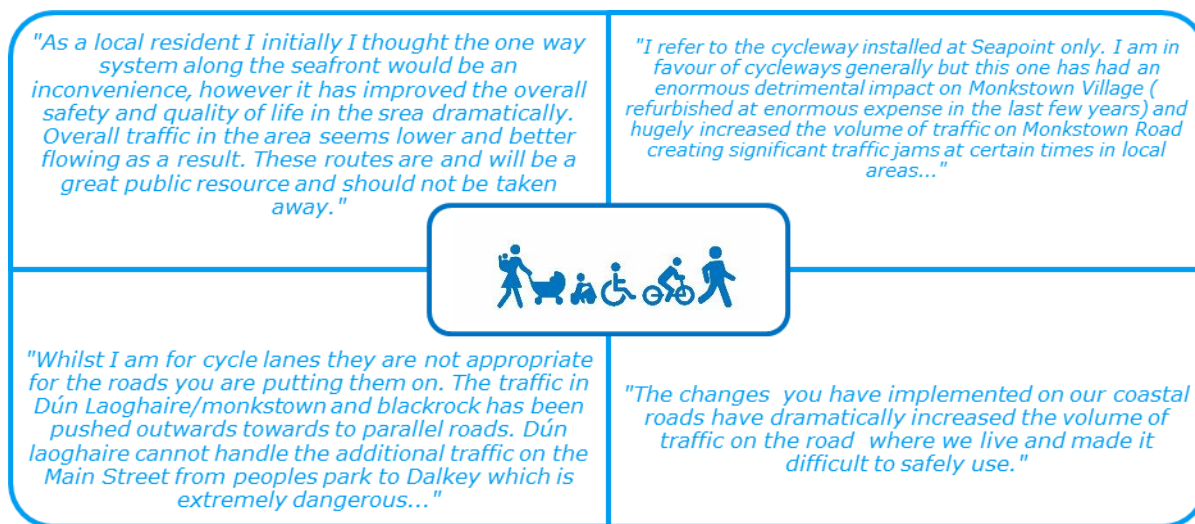 "As a local resident I initially I thought the one way
system along the seafront would be an
inconvenience, however it has improved the overall
safety and quality of life in the srea dramatically.
Overall traffic in the area seems lower and better
flowing as a result. These routes are and will be a
great public resource and should not be taken
away."
"I refer to the cycleway installed at Seapoint only. I am in
favour of cycleways generally but this one has had an
enormous detrimental impact on Monkstown Village (
refurbished at enormous expense in the last few years) and
hugely increased the volume of traffic on Monkstown Road
creating significant traffic jams at certain times in local
areas..."
"Whilst I am for cycle lanes they are not appropriate
for the roads you are putting them on. The traffic in
Dún Laoghaire/monkstown and blackrock has been
pushed outwards towards to parallel roads. Dún
laoghaire cannot handle the additional traffic on the
Main Street from peoples park to Dalkey which is
extremely dangerous..."
"The changes  you have implemented on our coastal
roads have dramatically increased the volume of
traffic on the road  where we live and made it
difficult to safely use."